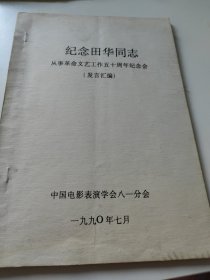 纪念田华同志
从事革命文艺工作五十周年纪念会
（发言汇编）
中国电影表演学会八一分会
一九九〇年七月